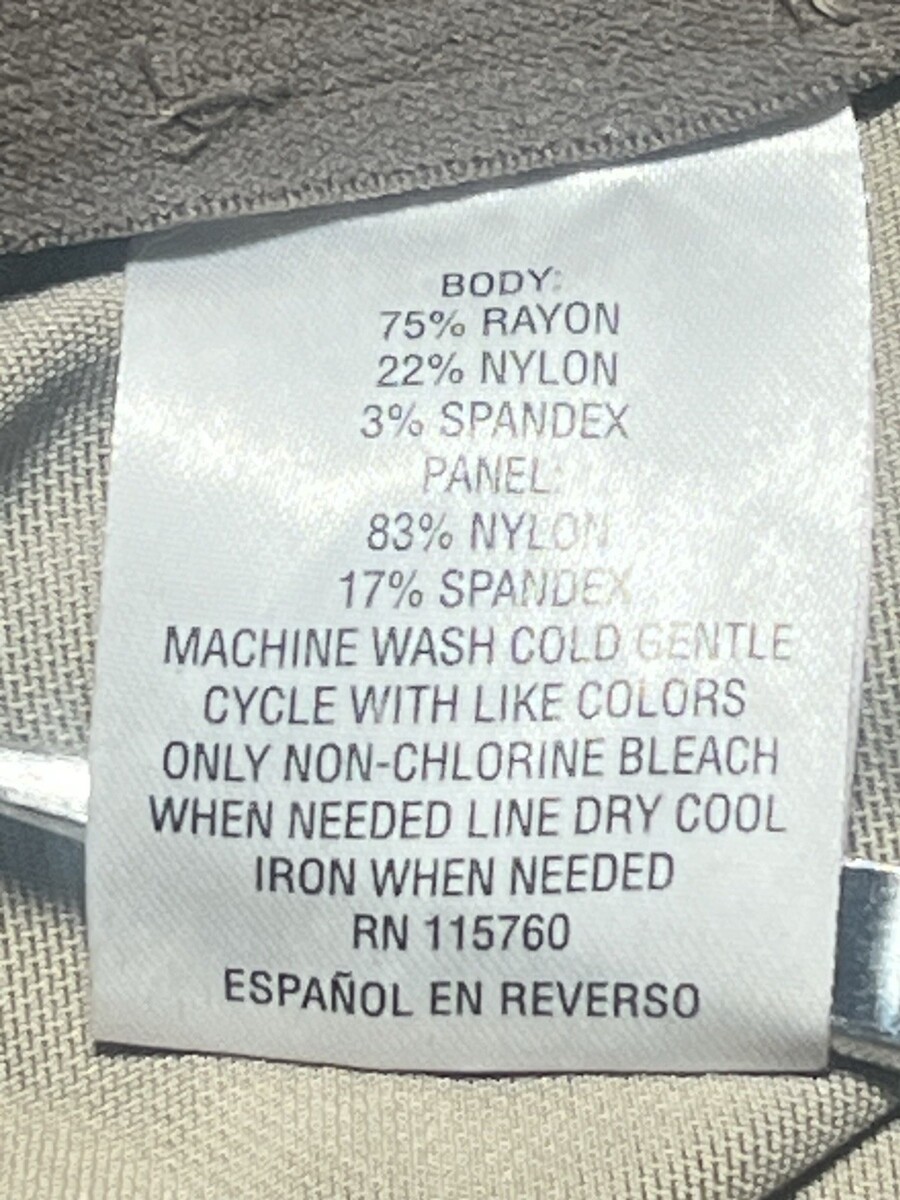 BODY:
75% RAYON
22% NYLON
3% SPANDEX
PANEL:
83% NYLON
17% SPANDEX
MACHINE WASH COLD GENTLE
CYCLE WITH LIKE COLORS
ONLY NON-CHLORINE BLEACH
WHEN NEEDED LINE DRY COOL
IRON WHEN NEEDED
RN 115760
ESPAÑOL EN REVERSO